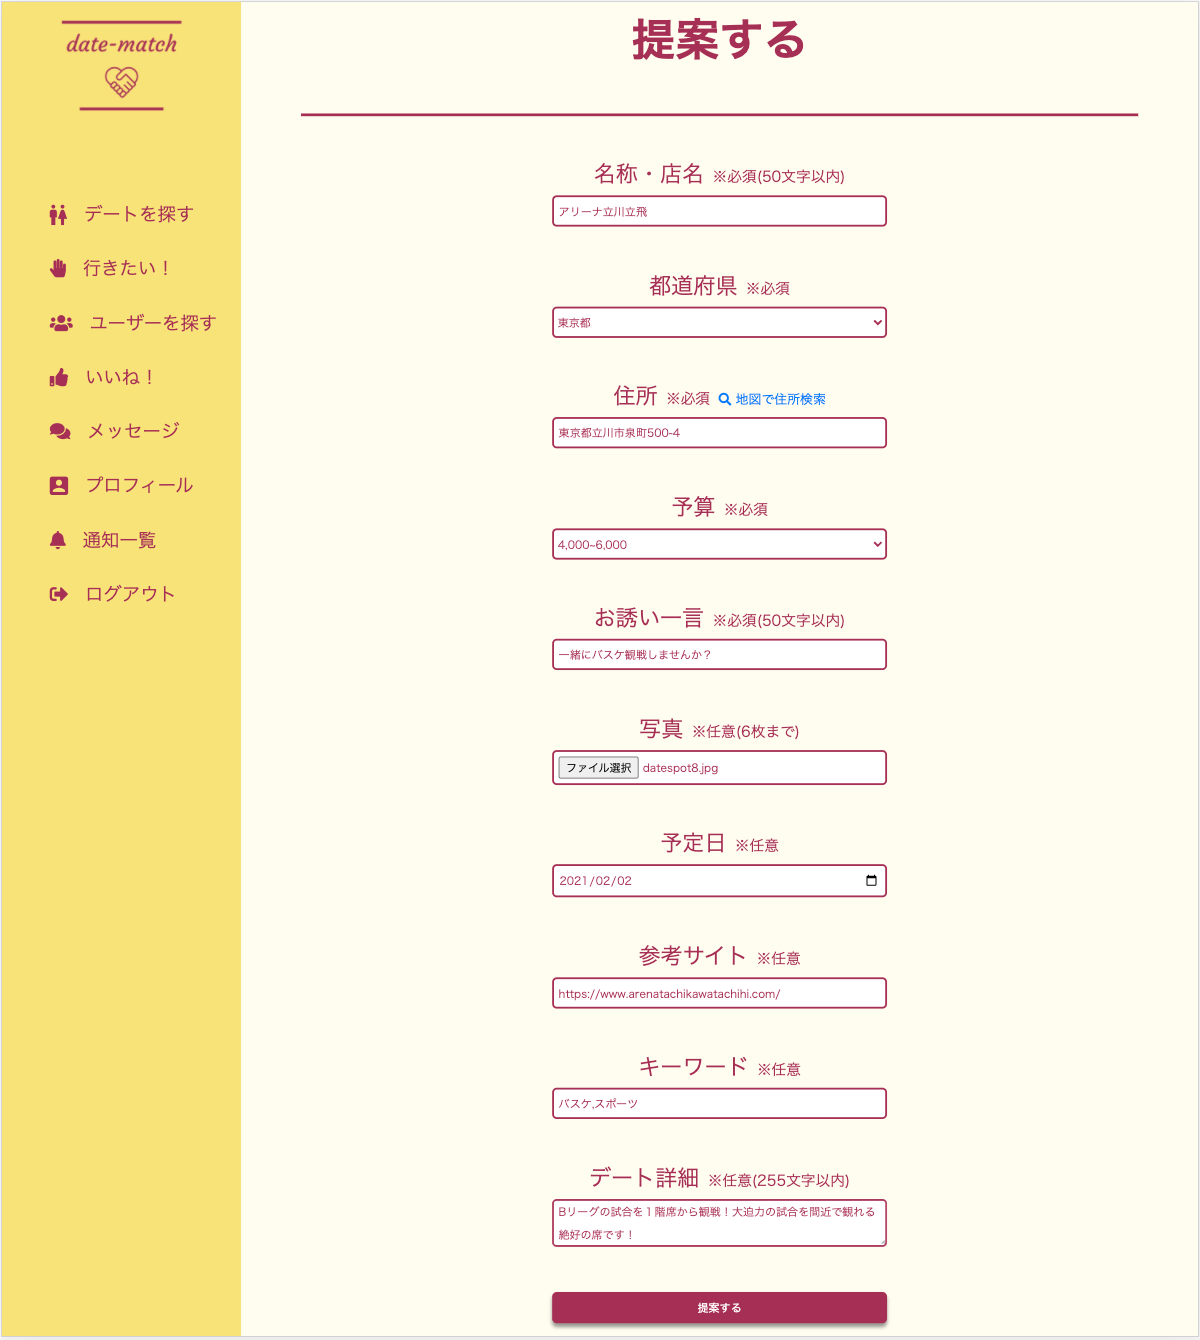 date-match
デートを探す
行きたい！
ユーザーを探す
いいね！
メッセージ
プロフィール
通知一覧
ログアウト
提案する
名称・店名 ※必須(50文字以内)
アリーナ立川立飛
都道府県 ※必須
東京都
住所 ※必須 地図で住所検索
東京都立川市泉町500-4
予算 ※必須
4,000~6,000
お誘い一言 ※必須(50文字以内)
一緒にバスケ観戦しませんか？
写真 ※任意(6枚まで)
ファイル選択 datespot8.jpg
予定日 ※任意
2021/02/02
参考サイト ※任意
https://www.arenatachikawatachihi.com/
キーワード ※任意
バスケ,スポーツ
デート詳細 ※任意(255文字以内)
Bリーグの試合を１階席から観戦！大迫力の試合を間近で観れる
絶好の席です！
提案する